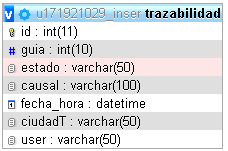 v u171921029_inser trazabilidad
id : int(11)
guia : int(10)
estado : varchar(50)
causal : varchar(100)
fecha_hora : datetime
ciudadT : varchar(50)
user : varchar(50)